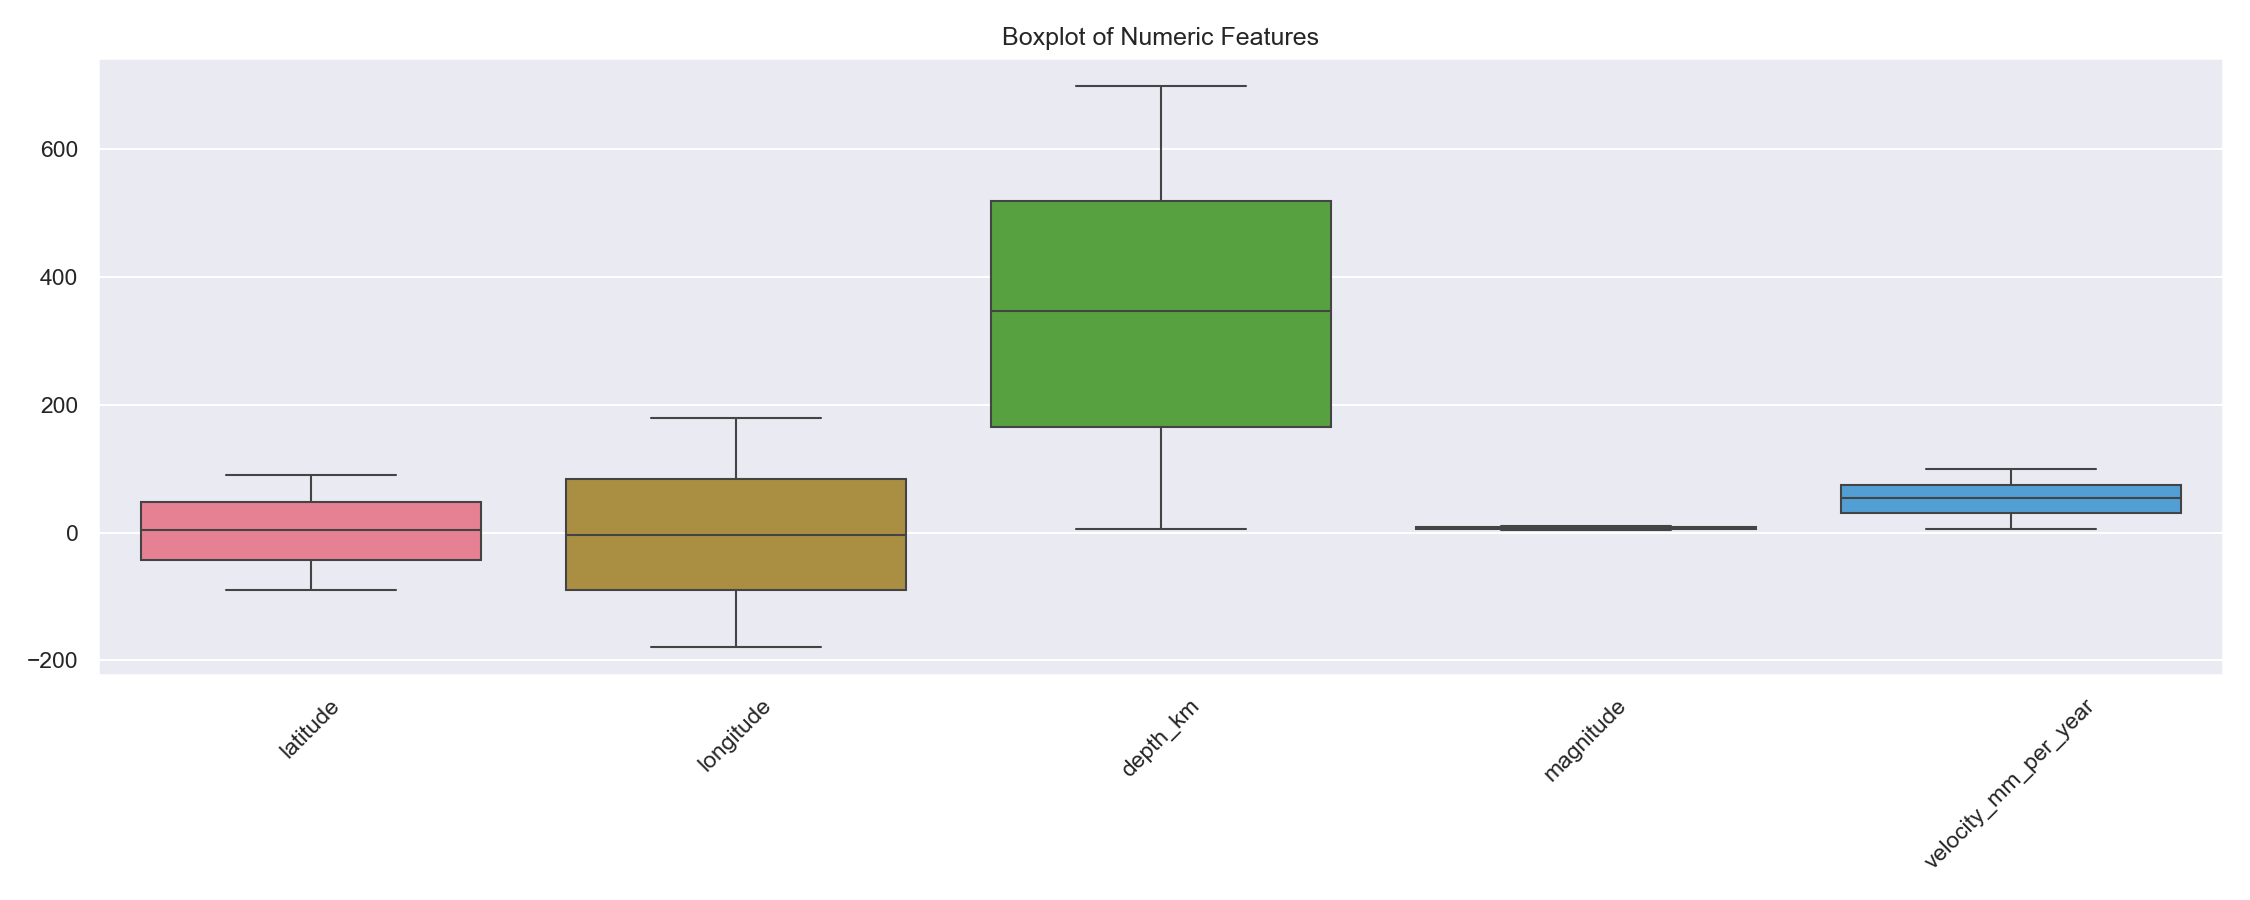 Boxplot of Numeric Features
600
400
200
0
−200
latitude
longitude
depth_km
magnitude
velocity_mm_per_year